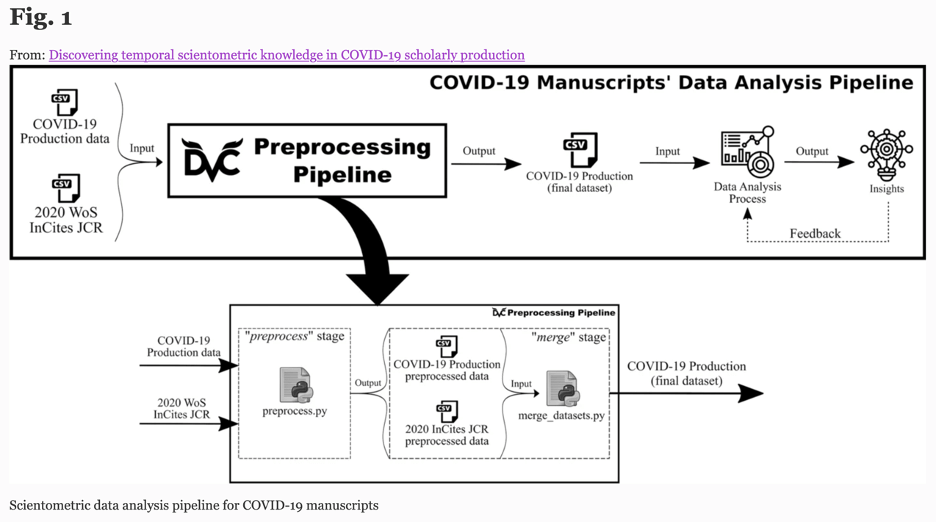 Fig. 1
From: Discovering temporal scientometric knowledge in COVID-19 scholarly production
COVID-19 Manuscripts' Data Analysis Pipeline
CSV
COVID-19
Production data
CSV
2020 WoS
InCites JCR
Input
DVC
Preprocessing
Pipeline
Output
CSV
COVID-19 Production
(final dataset)
Input
Data Analysis
Process
Output
Insights
Feedback
DVC Preprocessing Pipeline
COVID-19
Production data
2020 WoS
InCites JCR
"preprocess" stage
preprocess.py
Output
CSV
COVID-19 Production
preprocessed data
CSV
2020 InCites JCR
preprocessed data
Input
"merge" stage
merge_datasets.py
COVID-19 Production
(final dataset)
Scientometric data analysis pipeline for COVID-19 manuscripts